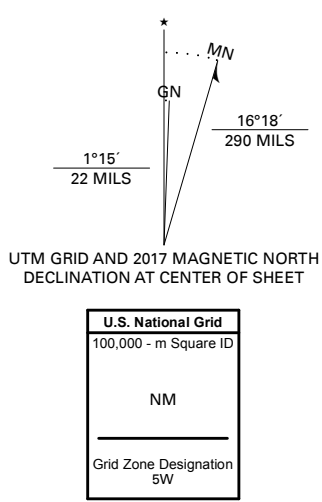 ★
MN
GN
16°18´
290 MILS
1°15´
22 MILS
UTM GRID AND 2017 MAGNETIC NORTH
DECLINATION AT CENTER OF SHEET
U.S. National Grid
100,000 - m Square ID
NM
Grid Zone Designation
5W